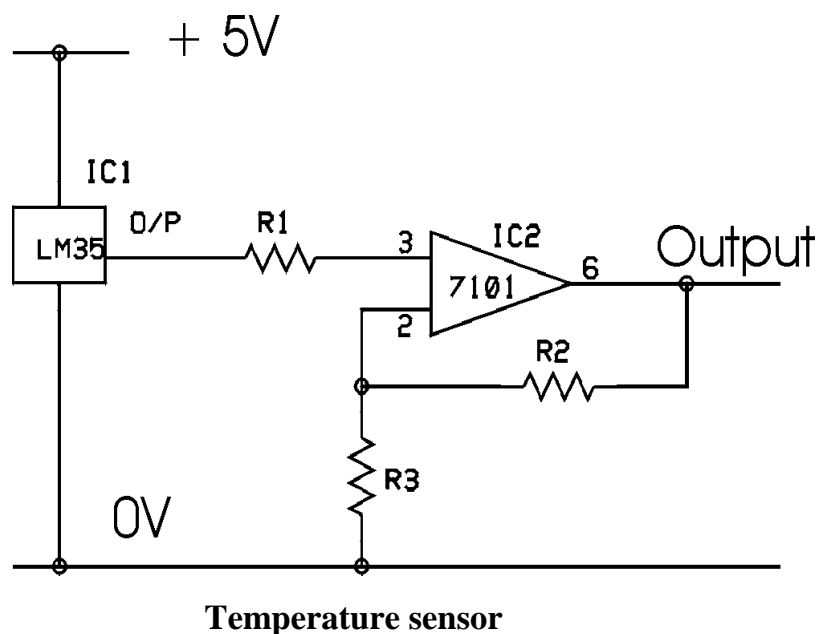 + 5V
IC1
O/P
LM35
R1
3
IC2
7101
6
Output
2
R2
R3
0V
Temperature sensor